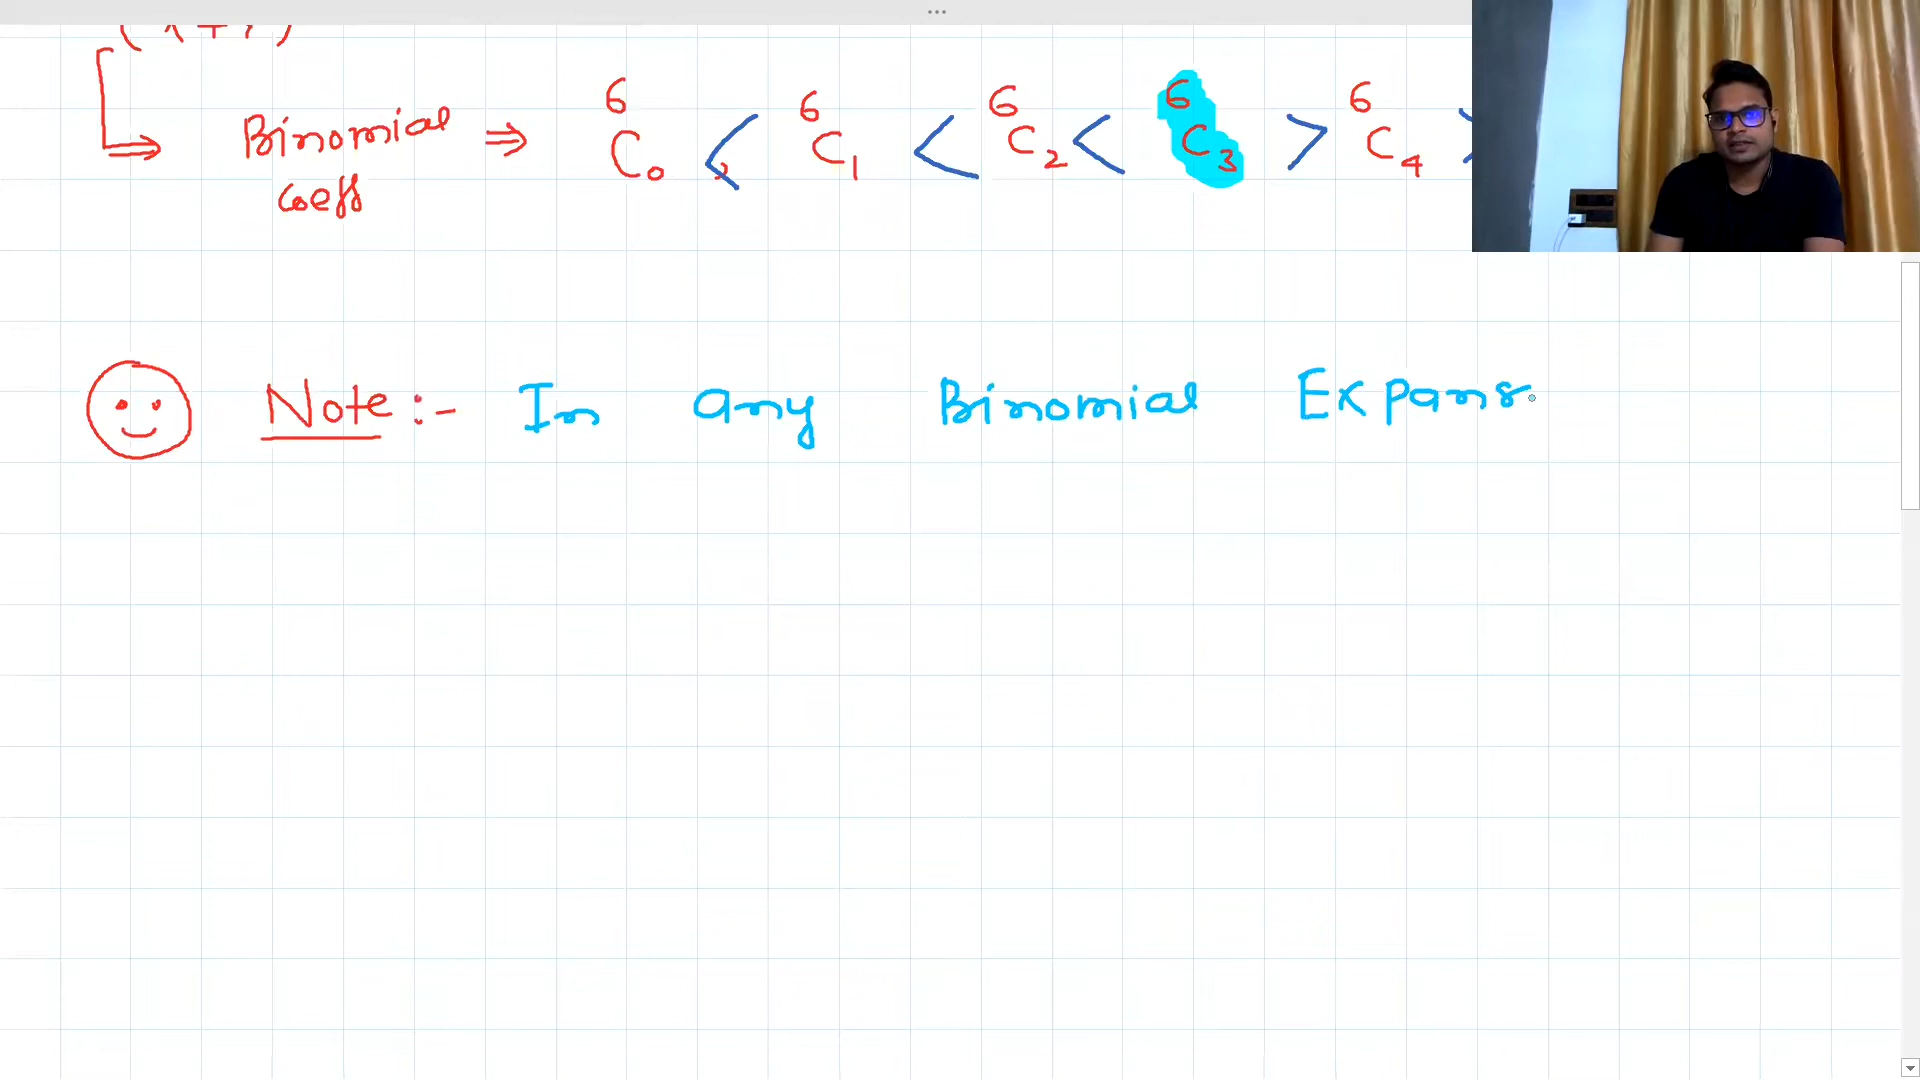 Binomial ⇒ ⁶C₀ < , ⁶C₁ < ⁶C₂ < ⁶C₃ > ⁶C₄ >
Coeff
Note :- In any Binomial Expans